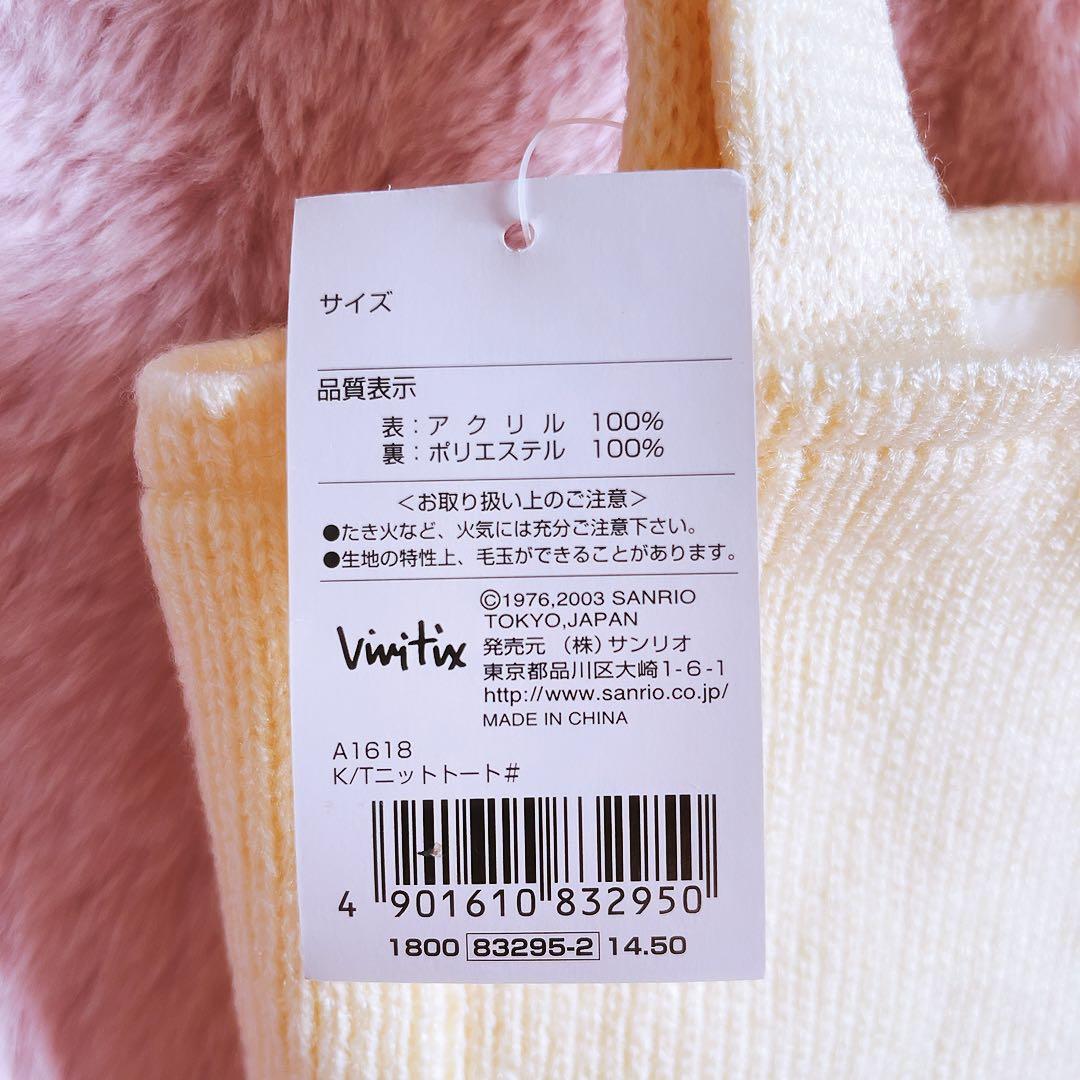 サイズ
品質表示
表：アクリル 100%
裏：ポリエステル 100%
＜お取り扱い上のご注意＞
●たき火など、火気には充分ご注意下さい。
●生地の特性上、毛玉ができることがあります。
Vivitix
©1976,2003 SANRIO
TOKYO,JAPAN
発売元 （株）サンリオ
東京都品川区大崎1-6-1
http://www.sanrio.co.jp/
MADE IN CHINA
A1618
K/Tニットトート#
4 901610 832950
1800 83295-2 14.50